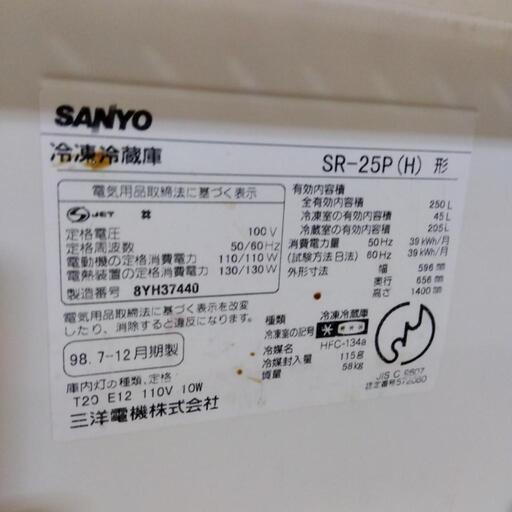 SANYO
冷凍冷蔵庫
SR-25P(H) 形
電気用品取締法に基づく表示
JET
定格電圧 100V
定格周波数 50/60Hz
電動機の定格消費電力 110/110W
電熱装置の定格消費電力 130/130W
製造番号 8YH37440
電気用品取締法に基づく表示を改変
したり、消除すると違反になります。
98.7-12月期製
庫内灯の種類、定格
T20 E12 110V 10W
三洋電機株式会社
有効内容積
全有効内容積 250L
冷凍室の有効内容積 45L
冷蔵室の有効内容積 205L
消費電力量 50Hz 39kWh/月
(試験方法B法) 60Hz 39kWh/月
外形寸法 幅 596mm
奥行 656mm
高さ 1400mm
種類 冷凍冷蔵庫
冷凍室の記号
冷媒名 HFC-134a
冷媒封入量 115g
質量 58kg
JIS C 9607
認定番号572080